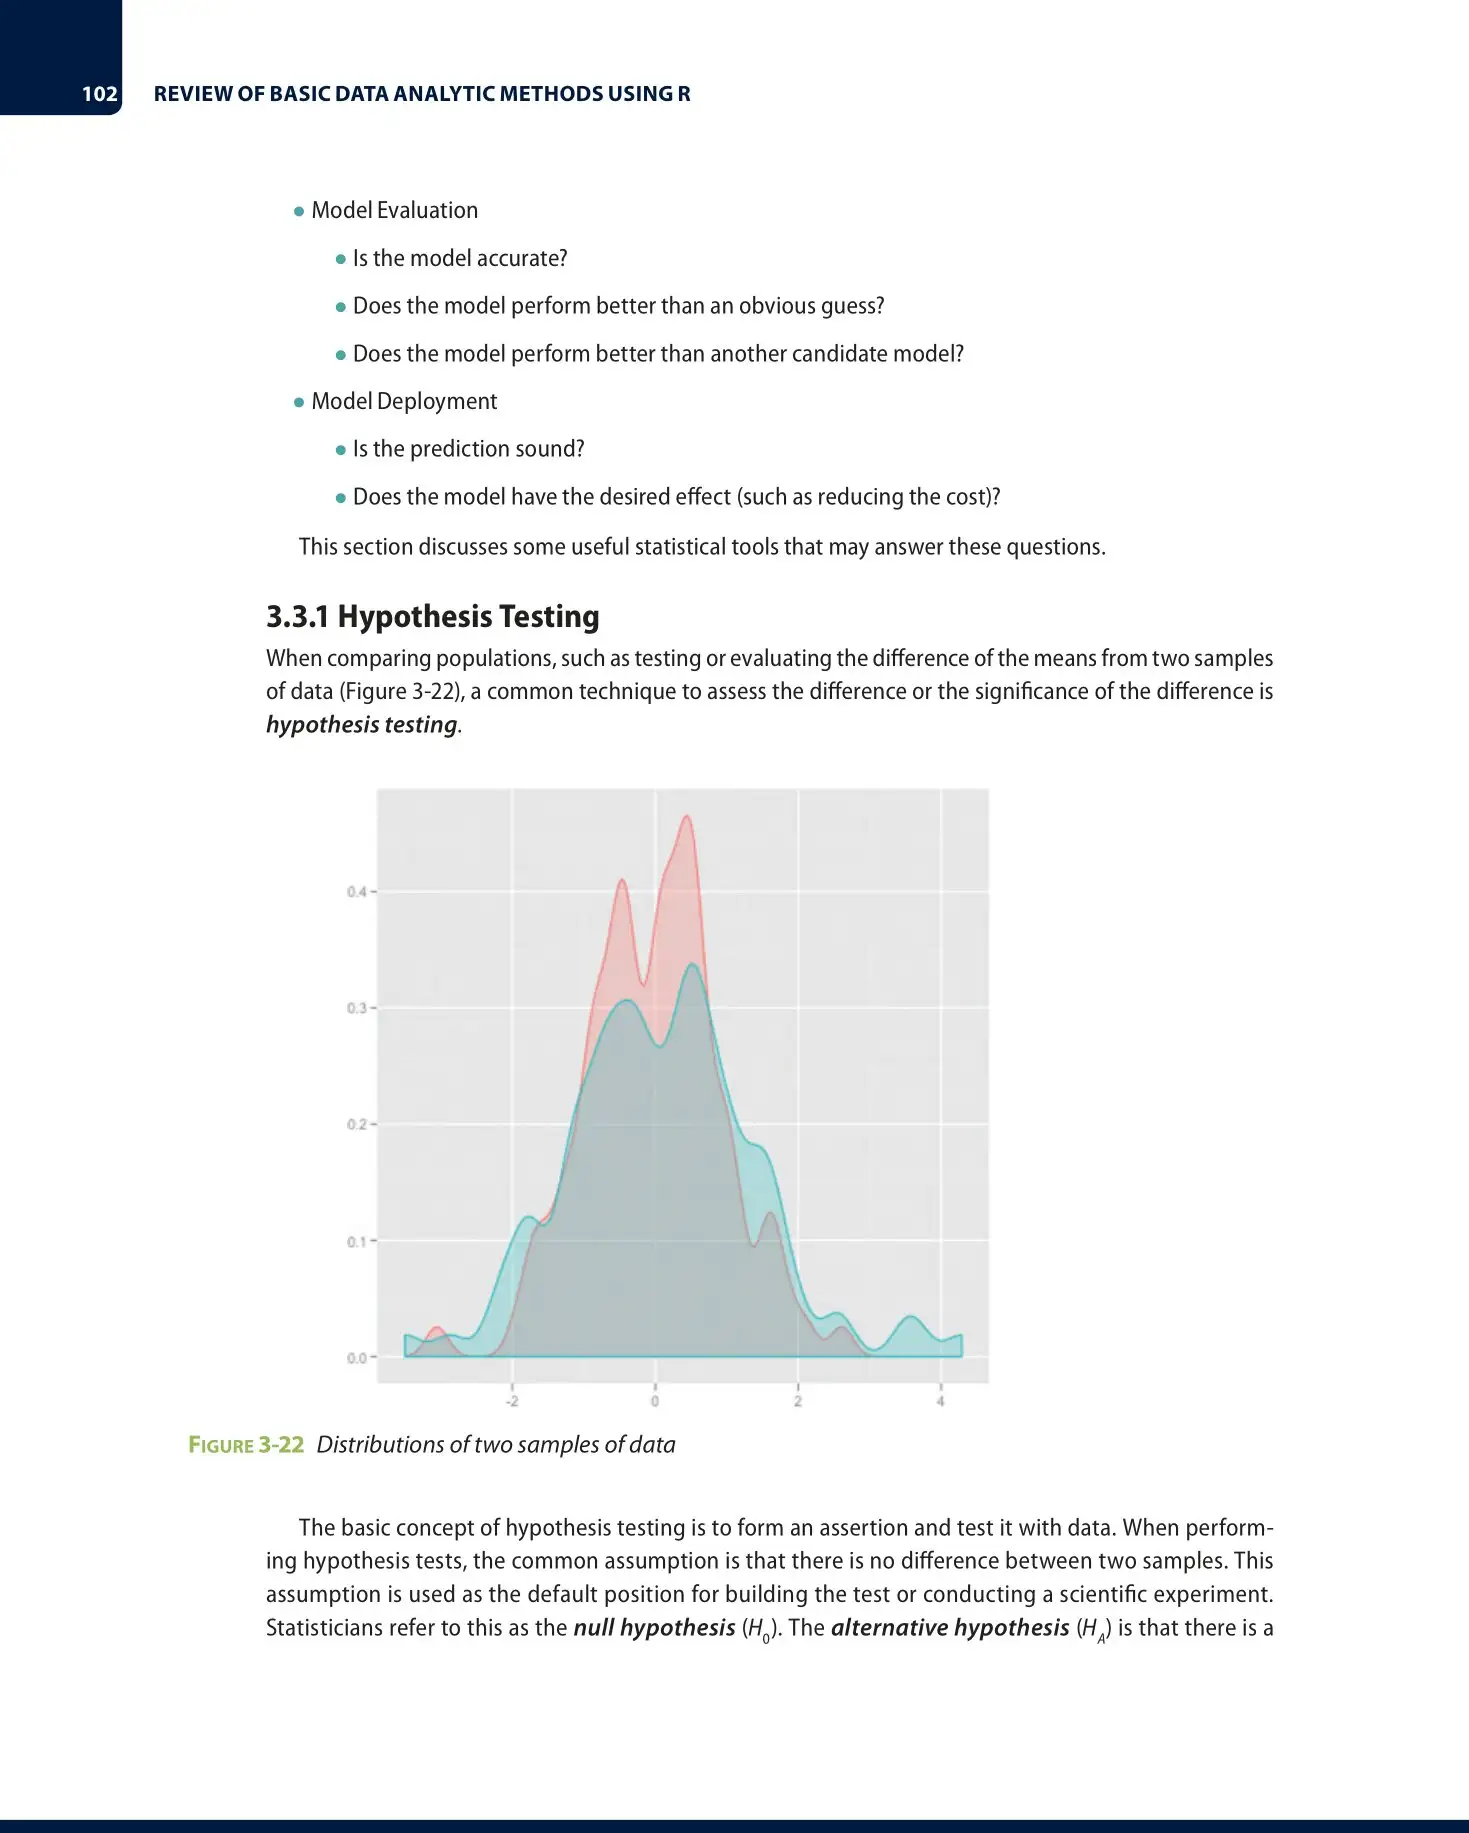 102 REVIEW OF BASIC DATA ANALYTIC METHODS USING R
● Model Evaluation
● Is the model accurate?
● Does the model perform better than an obvious guess?
● Does the model perform better than another candidate model?
● Model Deployment
● Is the prediction sound?
● Does the model have the desired effect (such as reducing the cost)?
This section discusses some useful statistical tools that may answer these questions.
3.3.1 Hypothesis Testing
When comparing populations, such as testing or evaluating the difference of the means from two samples
of data (Figure 3-22), a common technique to assess the difference or the significance of the difference is
hypothesis testing.
0.4
0.3
0.2
0.1
0.0
-2 0 2 4
FIGURE 3-22 Distributions of two samples of data
The basic concept of hypothesis testing is to form an assertion and test it with data. When perform-
ing hypothesis tests, the common assumption is that there is no difference between two samples. This
assumption is used as the default position for building the test or conducting a scientific experiment.
Statisticians refer to this as the null hypothesis (H0). The alternative hypothesis (HA) is that there is a